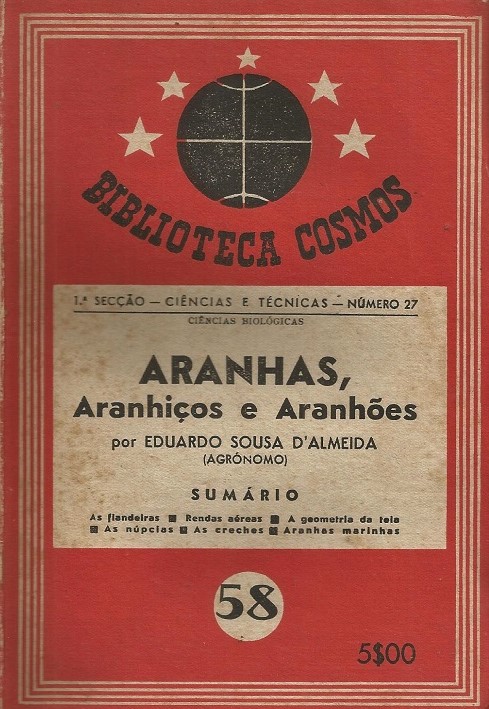 BIBLIOTECA COSMOS
1.ª SECÇÃO — CIÊNCIAS E TÉCNICAS — NÚMERO 27
CIÊNCIAS BIOLÓGICAS
ARANHAS,
Aranhiços e Aranhões
por EDUARDO SOUSA D'ALMEIDA
(AGRÓNOMO)
SUMÁRIO
As fiandeiras ■ Rendas aéreas ■ A geometria da teia
■ As núpcias ■ As creches ■ Aranhas marinhas
58
5$00